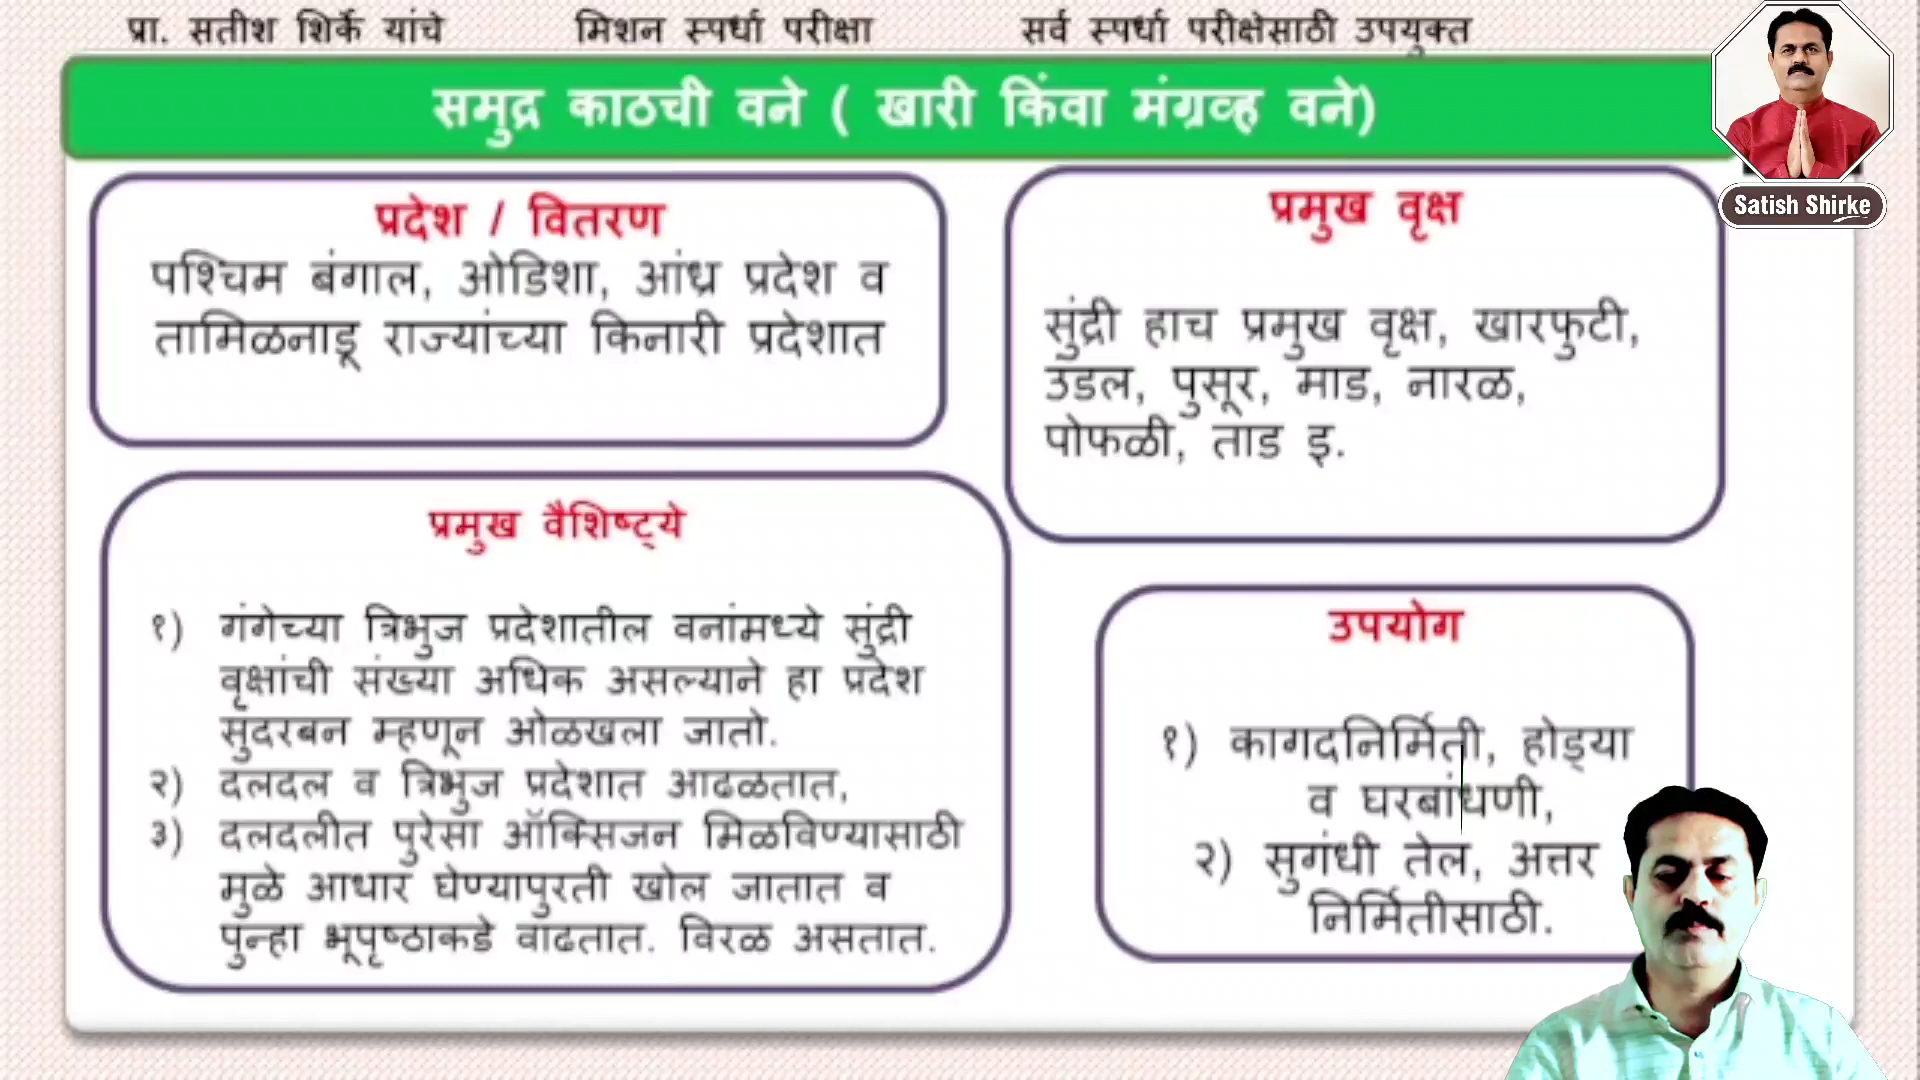 प्रा. सतीश शिर्के यांचे मिशन स्पर्धा परीक्षा सर्व स्पर्धा परीक्षेसाठी उपयुक्त
समुद्र काठची वने ( खारी किंवा मंग्रव्ह वने)
प्रदेश / वितरण
पश्चिम बंगाल, ओडिशा, आंध्र प्रदेश व
तामिळनाडू राज्यांच्या किनारी प्रदेशात
प्रमुख वृक्ष
सुंद्री हाच प्रमुख वृक्ष, खारफुटी,
उंडल, पुसूर, माड, नारळ,
पोफळी, ताड इ.
Satish Shirke
प्रमुख वैशिष्ट्ये
१) गंगेच्या त्रिभुज प्रदेशातील वनांमध्ये सुंद्री
वृक्षांची संख्या अधिक असल्याने हा प्रदेश
सुंदरबन म्हणून ओळखला जातो.
२) दलदल व त्रिभुज प्रदेशात आढळतात,
३) दलदलीत पुरेसा ऑक्सिजन मिळविण्यासाठी
मुळे आधार घेण्यापुरती खोल जातात व
पुन्हा भूपृष्ठाकडे वाढतात. विरळ असतात.
उपयोग
१) कागदनिर्मिती, होड्या
व घरबांधणी,
२) सुगंधी तेल, अत्तर
निर्मितीसाठी.